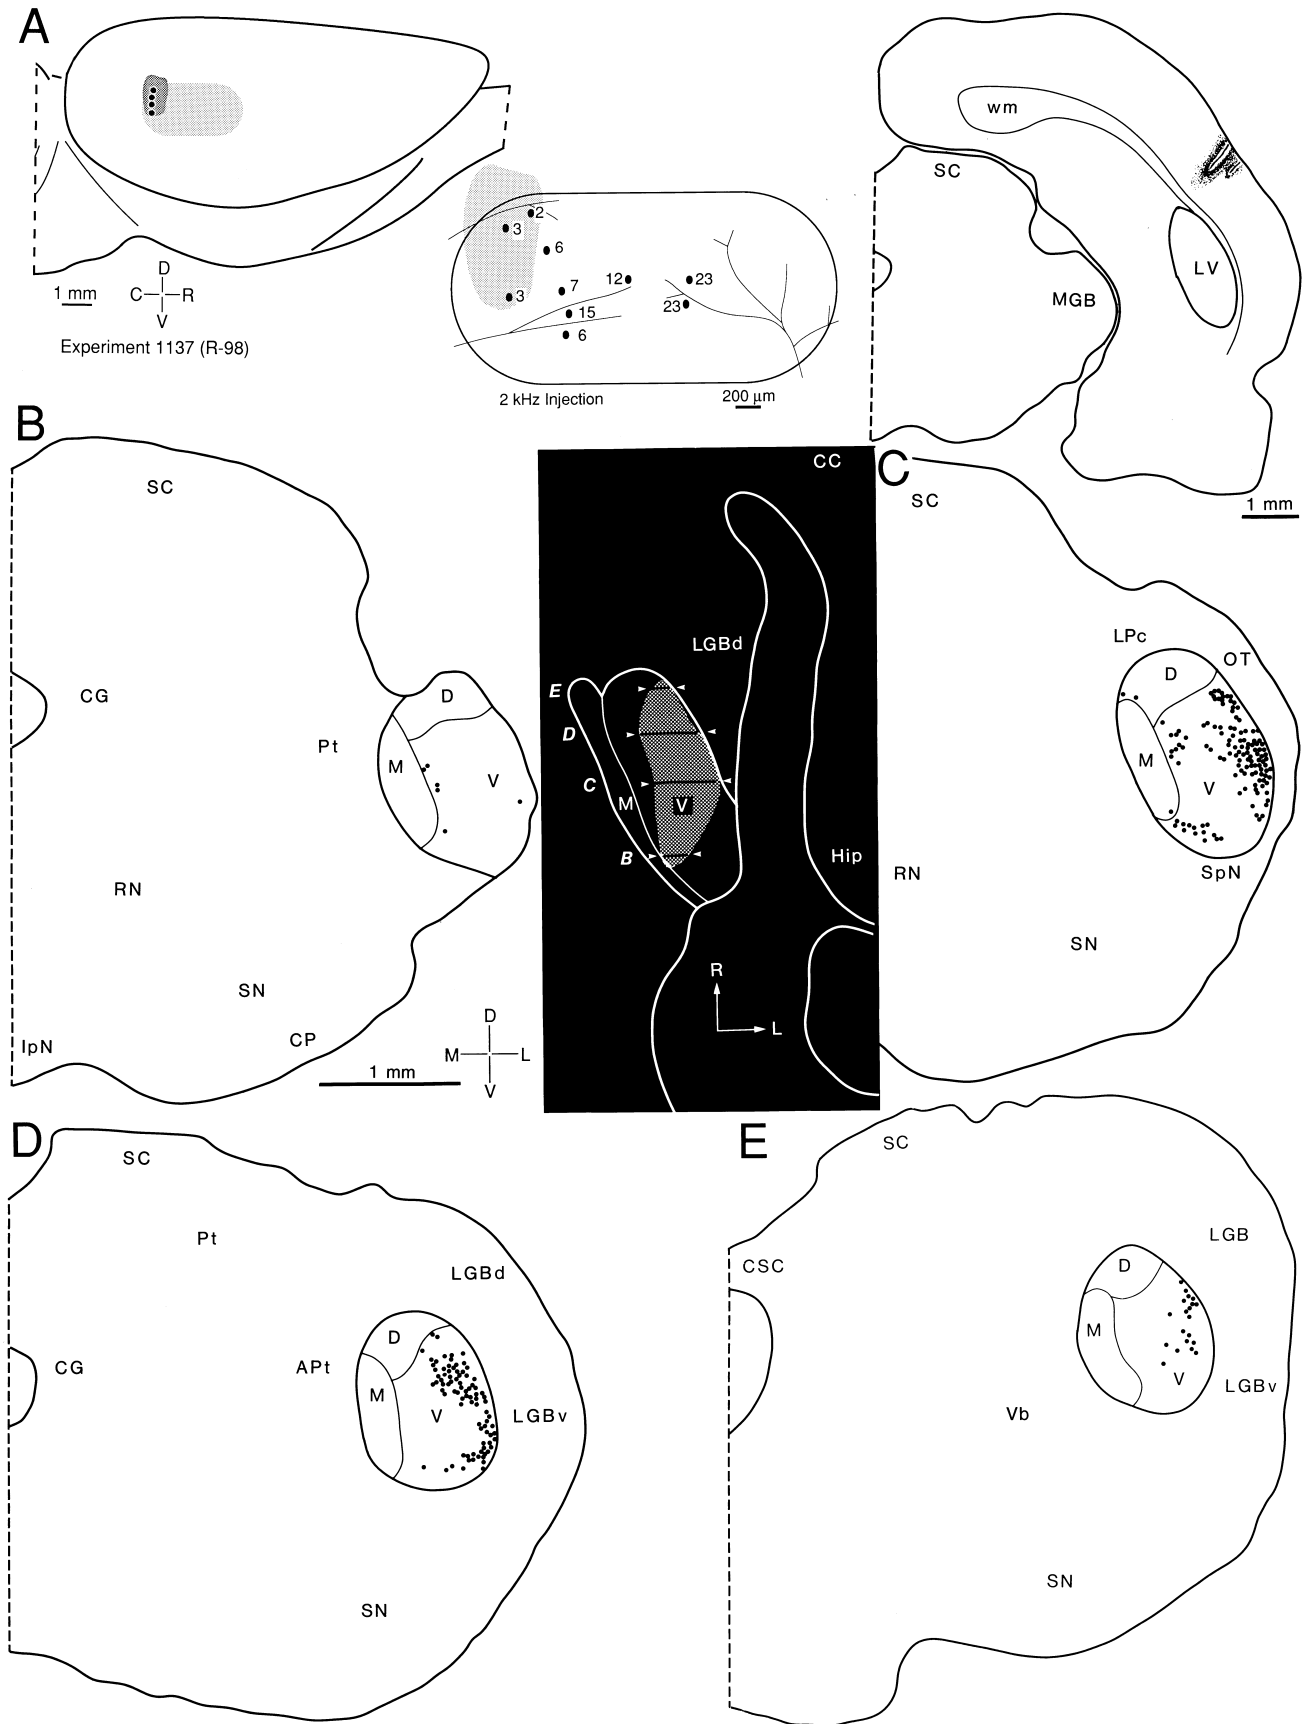 A
1 mm
D
C R
V
Experiment 1137 (R-98)
2
3
6
3
7
12
23
15
23
6
2 kHz Injection
200 µm
wm
SC
LV
MGB
1 mm
B
SC
CG
Pt
D
M
V
RN
SN
CP
IpN
1 mm
D
M L
V
CC
LGBd
E
D
C
M
V
B
Hip
R
L
C
SC
LPc
OT
D
M
V
SpN
RN
SN
D
SC
Pt
LGBd
D
CG
APt
M
V
LGBv
SN
E
SC
LGB
CSC
D
M
V
LGBv
Vb
SN